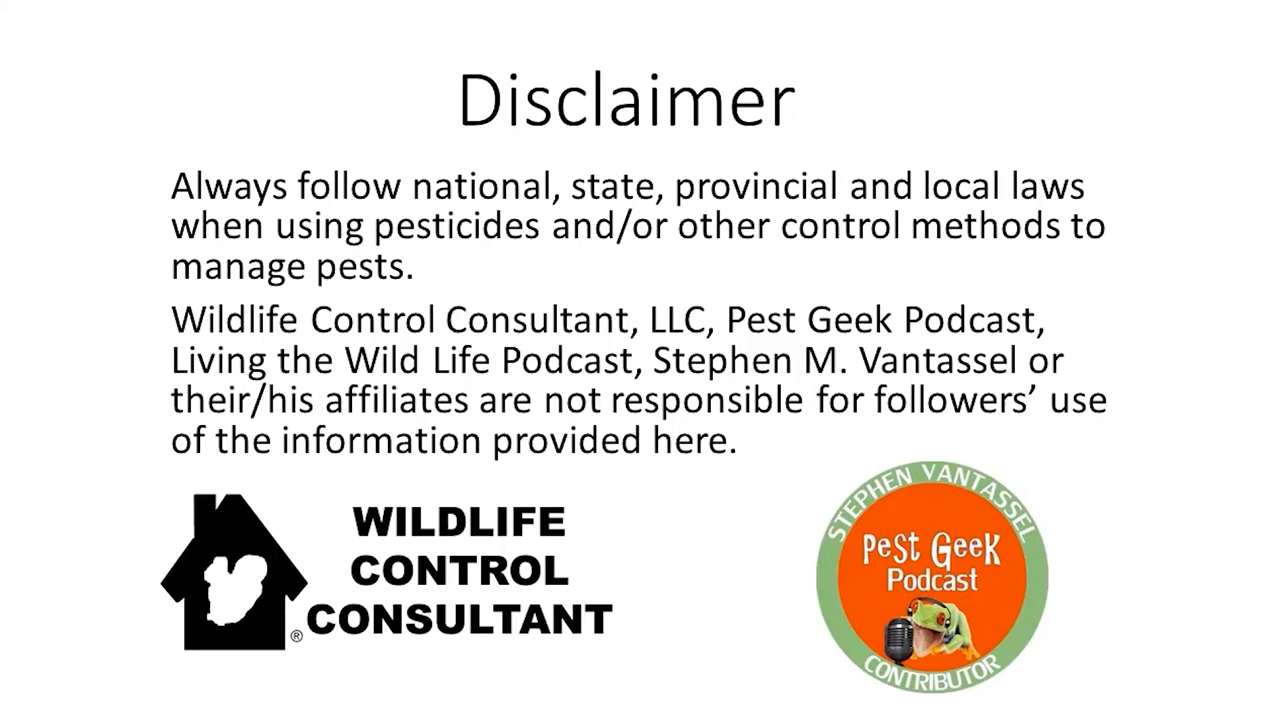 Disclaimer
Always follow national, state, provincial and local laws
when using pesticides and/or other control methods to
manage pests.
Wildlife Control Consultant, LLC, Pest Geek Podcast,
Living the Wild Life Podcast, Stephen M. Vantassel or
their/his affiliates are not responsible for followers’ use
of the information provided here.
WILDLIFE
CONTROL
® CONSULTANT
STEPHEN VANTASSEL
PeST GeeK
Podcast
CONTRIBUTOR